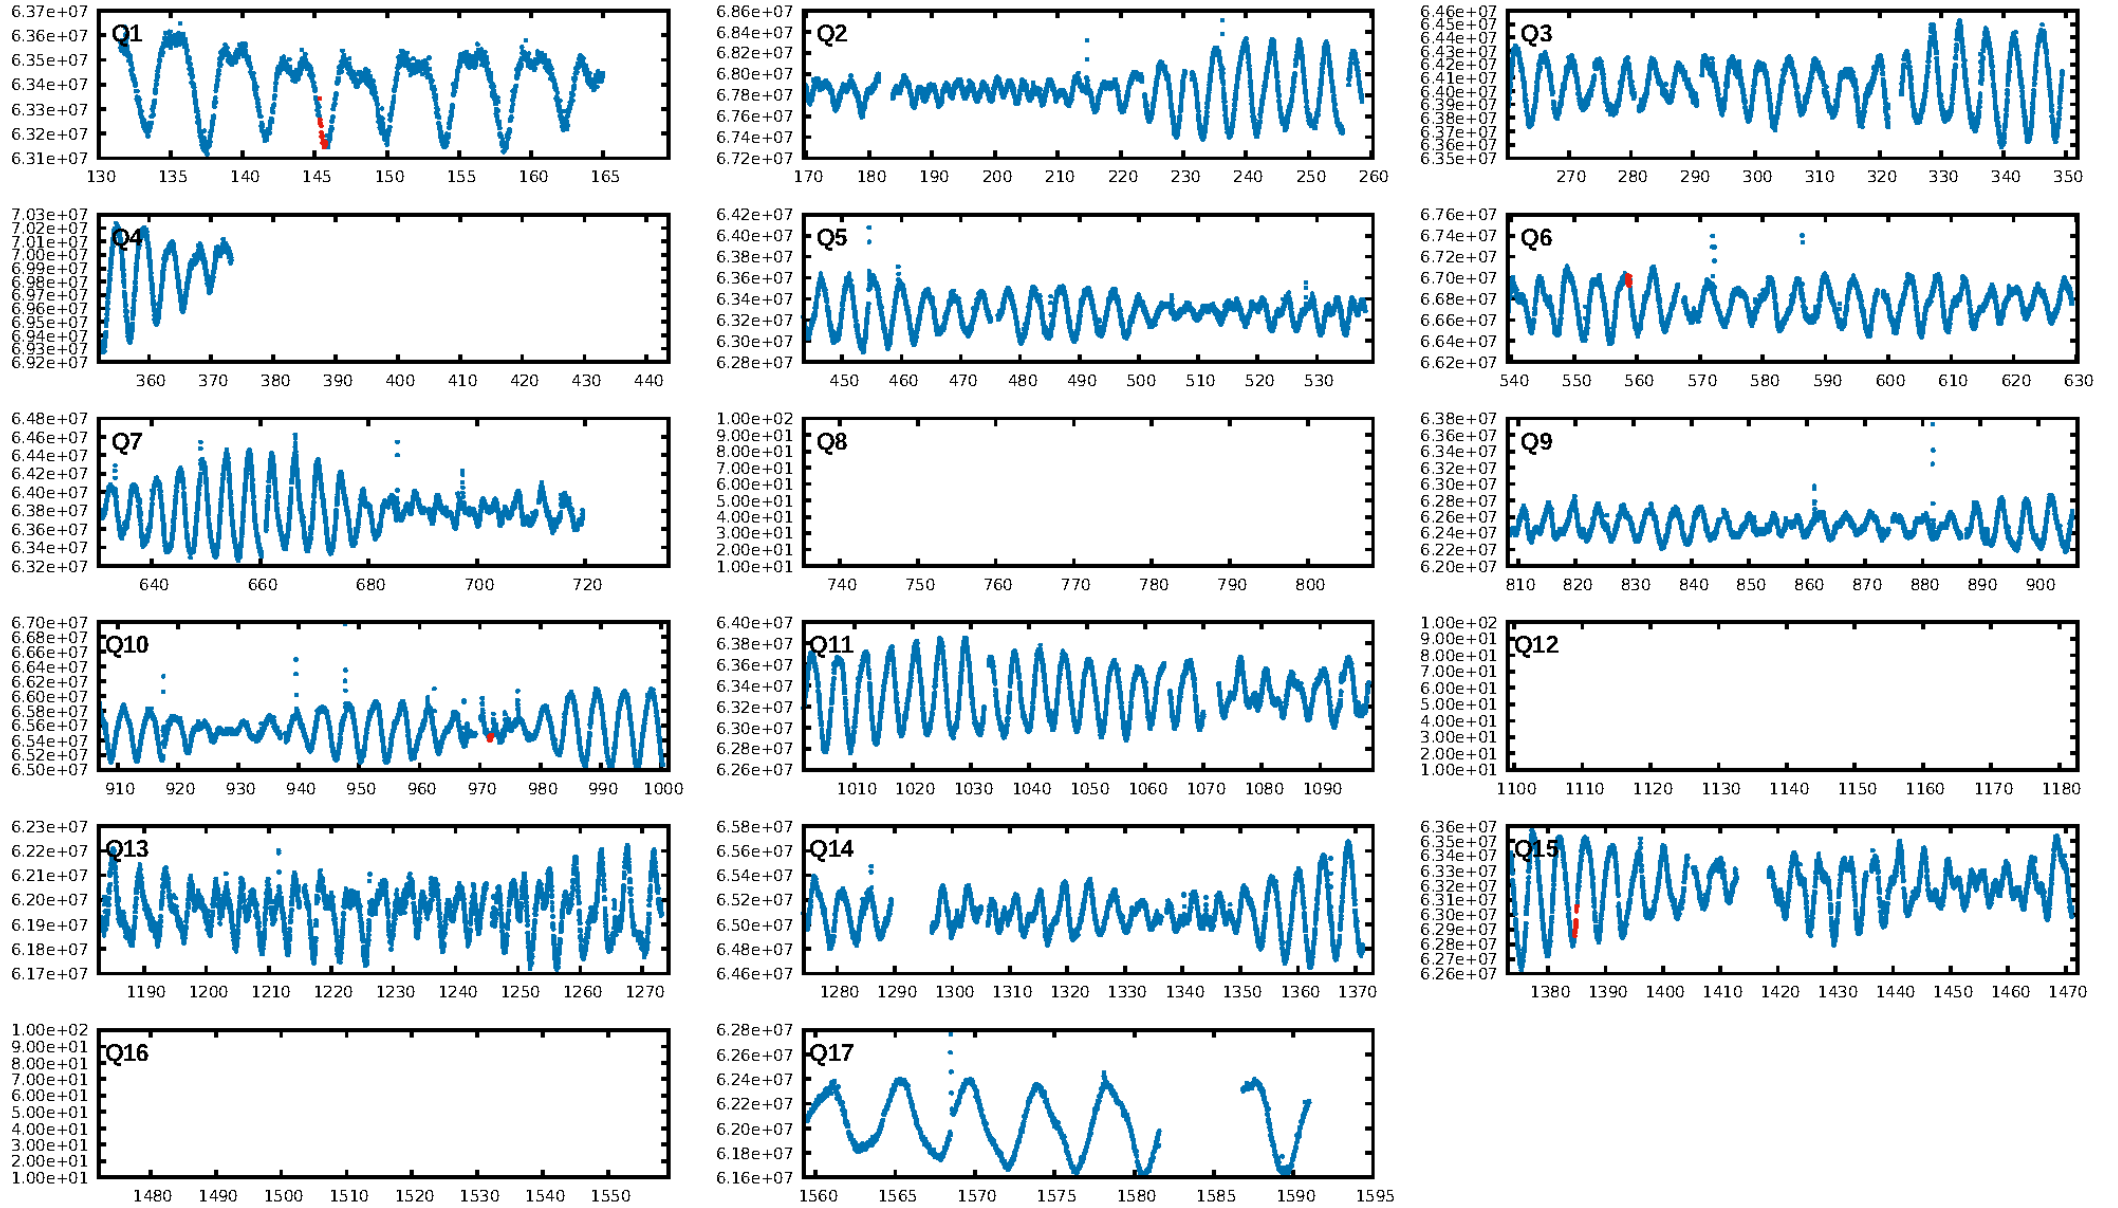 6.37e+07
6.36e+07
6.35e+07
6.34e+07
6.33e+07
6.32e+07
6.31e+07
Q1
130 135 140 145 150 155 160 165
6.86e+07
6.84e+07
6.82e+07
6.80e+07
6.78e+07
6.76e+07
6.74e+07
6.72e+07
Q2
170 180 190 200 210 220 230 240 250 260
6.46e+07
6.45e+07
6.44e+07
6.43e+07
6.42e+07
6.41e+07
6.40e+07
6.39e+07
6.38e+07
6.37e+07
6.36e+07
6.35e+07
Q3
270 280 290 300 310 320 330 340 350
7.03e+07
7.02e+07
7.01e+07
7.00e+07
6.99e+07
6.98e+07
6.97e+07
6.96e+07
6.95e+07
6.94e+07
6.93e+07
6.92e+07
Q4
360 370 380 390 400 410 420 430 440
6.42e+07
6.40e+07
6.38e+07
6.36e+07
6.34e+07
6.32e+07
6.30e+07
6.28e+07
Q5
450 460 470 480 490 500 510 520 530
6.76e+07
6.74e+07
6.72e+07
6.70e+07
6.68e+07
6.66e+07
6.64e+07
6.62e+07
Q6
540 550 560 570 580 590 600 610 620 630
6.48e+07
6.46e+07
6.44e+07
6.42e+07
6.40e+07
6.38e+07
6.36e+07
6.34e+07
6.32e+07
Q7
640 660 680 700 720
1.00e+02
9.00e+01
8.00e+01
7.00e+01
6.00e+01
5.00e+01
4.00e+01
3.00e+01
2.00e+01
1.00e+01
Q8
740 750 760 770 780 790 800
6.38e+07
6.36e+07
6.34e+07
6.32e+07
6.30e+07
6.28e+07
6.26e+07
6.24e+07
6.22e+07
6.20e+07
Q9
810 820 830 840 850 860 870 880 890 900
6.70e+07
6.68e+07
6.66e+07
6.64e+07
6.62e+07
6.60e+07
6.58e+07
6.56e+07
6.54e+07
6.52e+07
6.50e+07
Q10
910 920 930 940 950 960 970 980 990 1000
6.40e+07
6.38e+07
6.36e+07
6.34e+07
6.32e+07
6.30e+07
6.28e+07
6.26e+07
Q11
1010 1020 1030 1040 1050 1060 1070 1080 1090
1.00e+02
9.00e+01
8.00e+01
7.00e+01
6.00e+01
5.00e+01
4.00e+01
3.00e+01
2.00e+01
1.00e+01
Q12
1100 1110 1120 1130 1140 1150 1160 1170 1180
6.23e+07
6.22e+07
6.21e+07
6.20e+07
6.19e+07
6.18e+07
6.17e+07
Q13
1190 1200 1210 1220 1230 1240 1250 1260 1270
6.58e+07
6.56e+07
6.54e+07
6.52e+07
6.50e+07
6.48e+07
6.46e+07
Q14
1280 1290 1300 1310 1320 1330 1340 1350 1360 1370
6.36e+07
6.35e+07
6.34e+07
6.33e+07
6.32e+07
6.31e+07
6.30e+07
6.29e+07
6.28e+07
6.27e+07
6.26e+07
Q15
1380 1390 1400 1410 1420 1430 1440 1450 1460 1470
1.00e+02
9.00e+01
8.00e+01
7.00e+01
6.00e+01
5.00e+01
4.00e+01
3.00e+01
2.00e+01
1.00e+01
Q16
1480 1490 1500 1510 1520 1530 1540 1550
6.28e+07
6.26e+07
6.24e+07
6.22e+07
6.20e+07
6.18e+07
6.16e+07
Q17
1560 1565 1570 1575 1580 1585 1590 1595